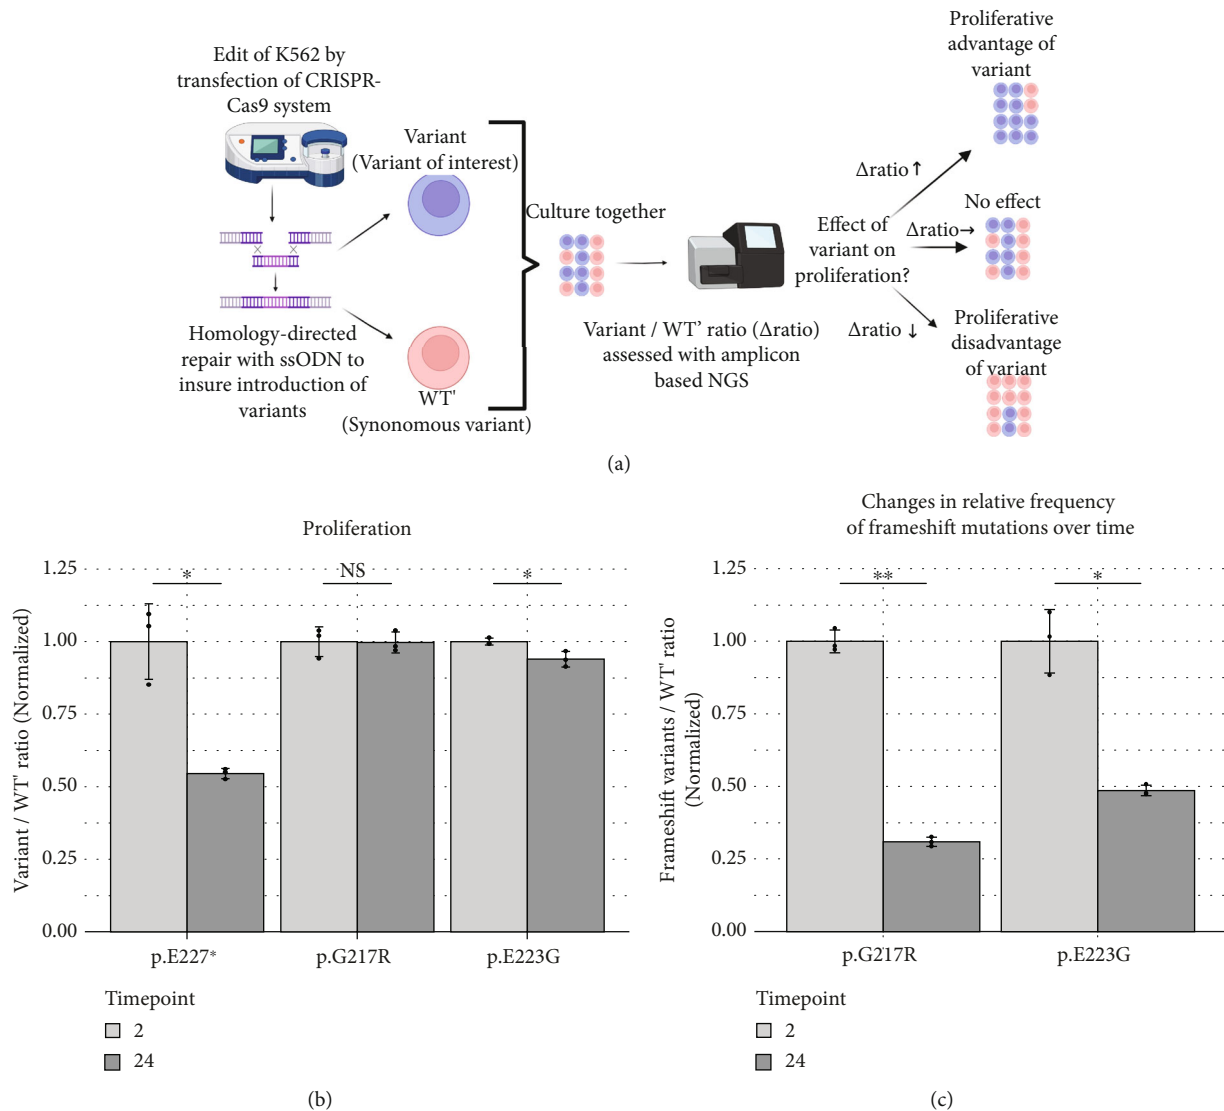 Edit of K562 by
transfection of CRISPR-
Cas9 system
Homology-directed
repair with ssODN to
insure introduction of
variants
Variant
(Variant of interest)
WT'
(Synonomous variant)
Culture together
Variant / WT' ratio (Δratio)
assessed with amplicon
based NGS
Effect of
variant on
proliferation?
Δratio ↑
Δratio→
Δratio ↓
Proliferative
advantage of
variant
No effect
Proliferative
disadvantage
of variant
(a)
Proliferation
Variant / WT' ratio (Normalized)
1.25
1.00
0.75
0.50
0.25
0.00
*
NS
*
p.E227*
p.G217R
p.E223G
Timepoint
2
24
(b)
Changes in relative frequency
of frameshift mutations over time
Frameshift variants / WT' ratio
(Normalized)
1.25
1.00
0.75
0.50
0.25
0.00
**
*
p.G217R
p.E223G
Timepoint
2
24
(c)